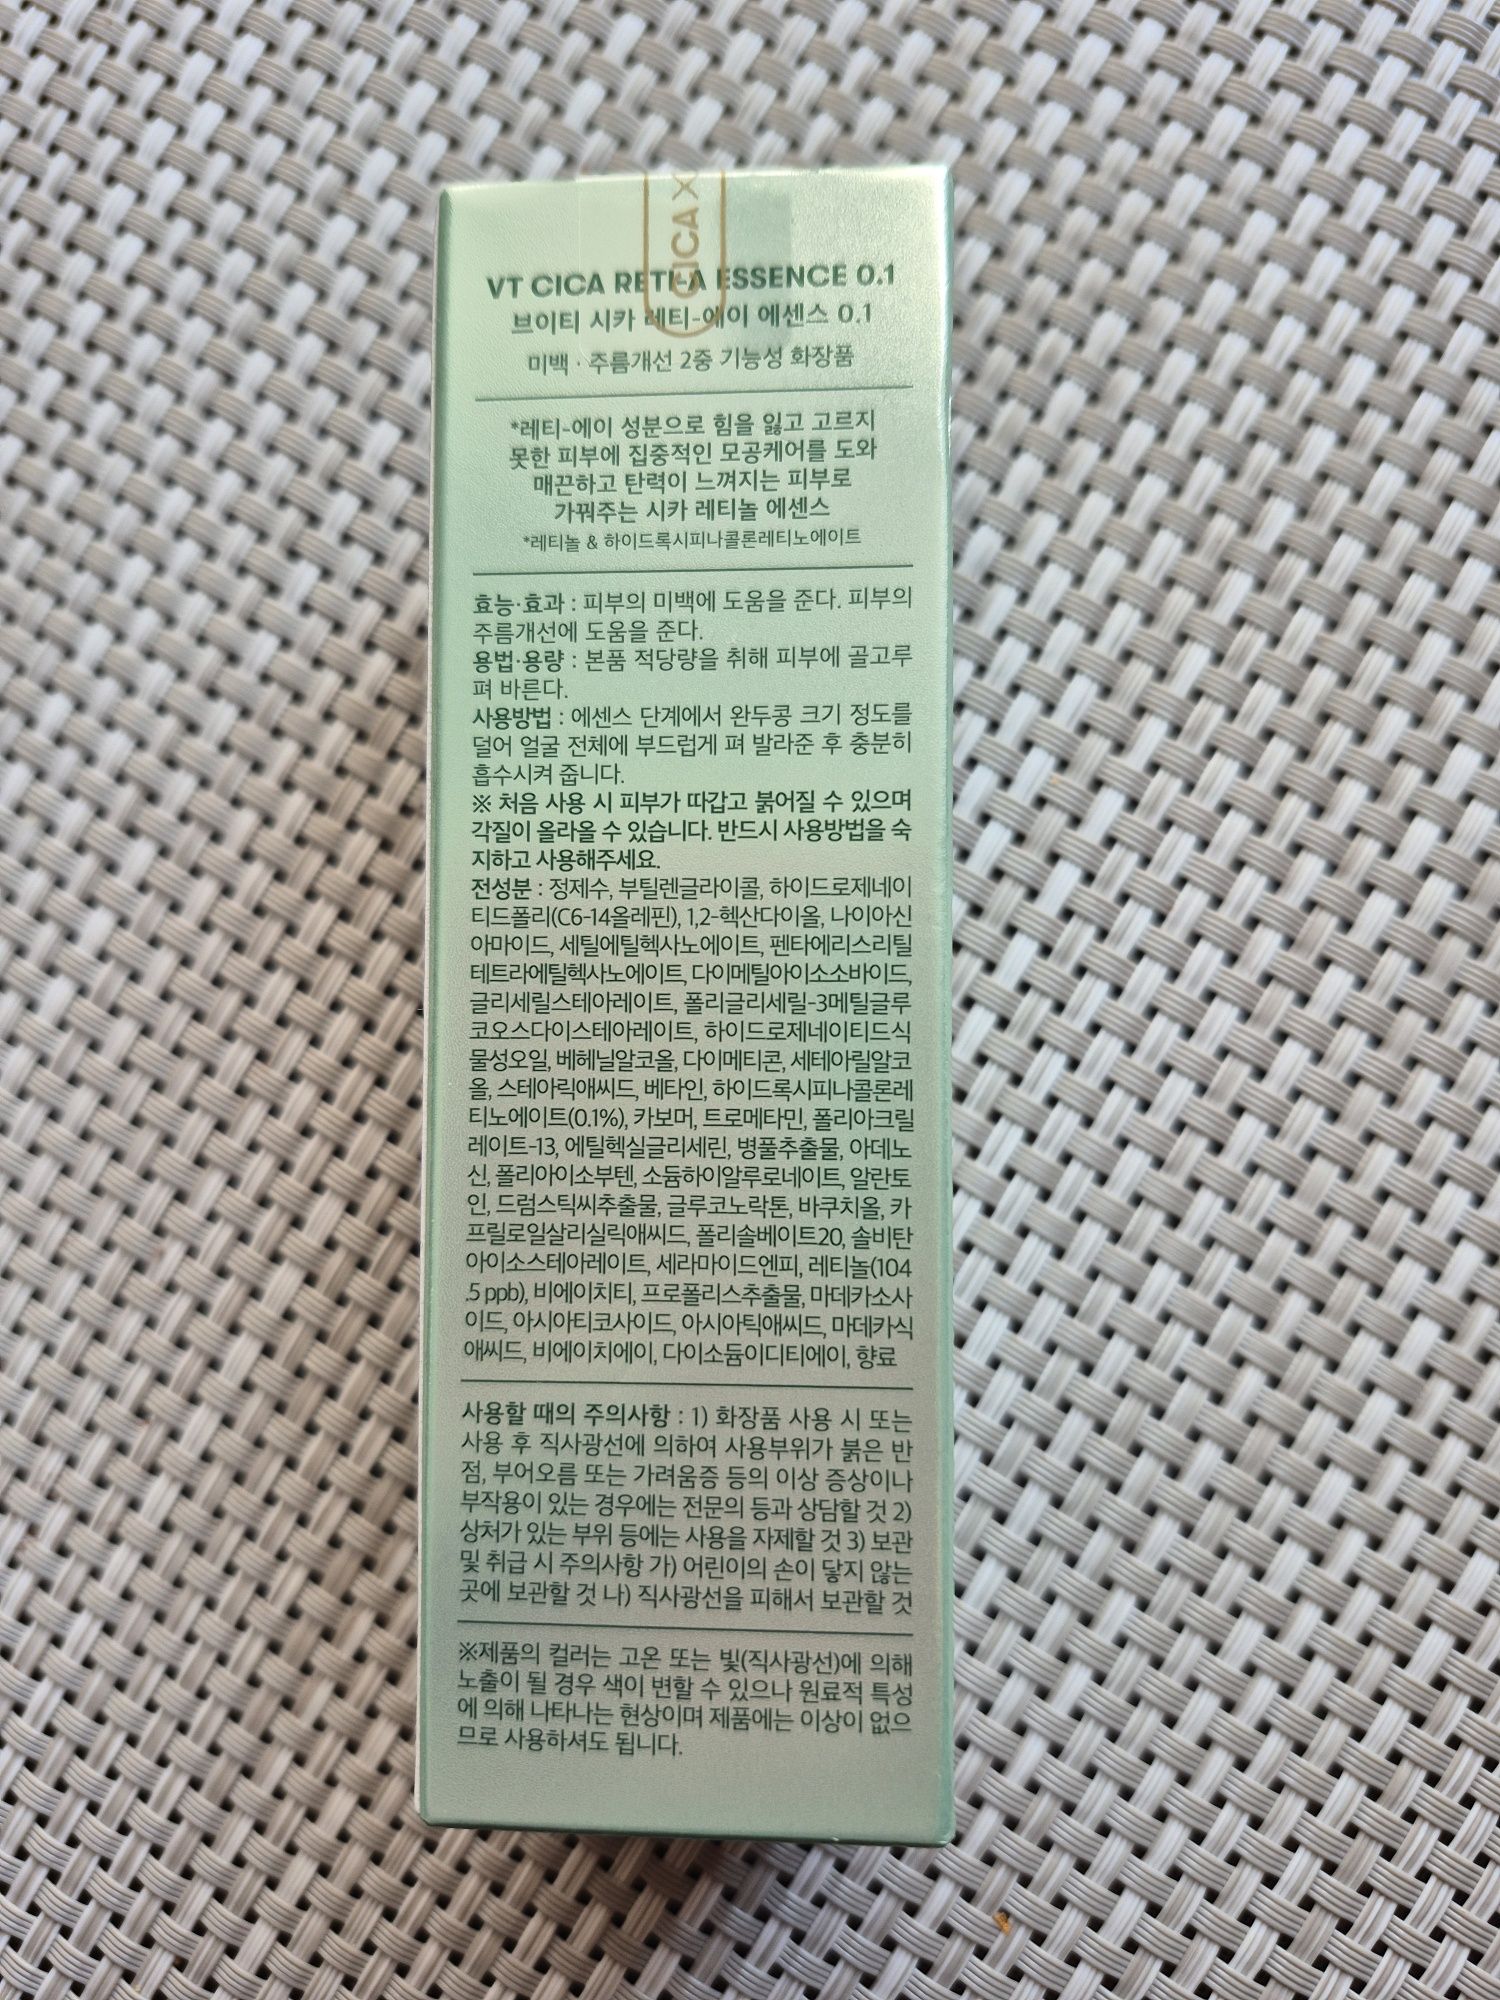 CICA X
VT CICA RETI-A ESSENCE 0.1
브이티 시카 레티-에이 에센스 0.1
미백 · 주름개선 2중 기능성 화장품
*레티-에이 성분으로 힘을 잃고 고르지
못한 피부에 집중적인 모공케어를 도와
매끈하고 탄력이 느껴지는 피부로
가꿔주는 시카 레티놀 에센스
*레티놀 & 하이드록시피나콜론레티노에이트
효능·효과 : 피부의 미백에 도움을 준다. 피부의
주름개선에 도움을 준다.
용법·용량 : 본품 적당량을 취해 피부에 골고루
펴 바른다.
사용방법 : 에센스 단계에서 완두콩 크기 정도를
덜어 얼굴 전체에 부드럽게 펴 발라준 후 충분히
흡수시켜 줍니다.
※ 처음 사용 시 피부가 따갑고 붉어질 수 있으며
각질이 올라올 수 있습니다. 반드시 사용방법을 숙
지하고 사용해주세요.
전성분 : 정제수, 부틸렌글라이콜, 하이드로제네이
티드폴리(C6-14올레핀), 1,2-헥산다이올, 나이아신
아마이드, 세틸에틸헥사노에이트, 펜타에리스리틸
테트라에틸헥사노에이트, 다이메틸아이소소바이드,
글리세릴스테아레이트, 폴리글리세릴-3메틸글루
코오스다이스테아레이트, 하이드로제네이티드식
물성오일, 베헤닐알코올, 다이메티콘, 세테아릴알코
올, 스테아릭애씨드, 베타인, 하이드록시피나콜론레
티노에이트(0.1%), 카보머, 트로메타민, 폴리아크릴
레이트-13, 에틸헥실글리세린, 병풀추출물, 아데노
신, 폴리아이소부텐, 소듐하이알루로네이트, 알란토
인, 드럼스틱씨추출물, 글루코노락톤, 바쿠치올, 카
프릴로일살리실릭애씨드, 폴리솔베이트20, 솔비탄
아이소스테아레이트, 세라마이드엔피, 레티놀(104
.5 ppb), 비에이치티, 프로폴리스추출물, 마데카소사
이드, 아시아티코사이드, 아시아틱애씨드, 마데카식
애씨드, 비에이치에이, 다이소듐이디티에이, 향료
사용할 때의 주의사항 : 1) 화장품 사용 시 또는
사용 후 직사광선에 의하여 사용부위가 붉은 반
점, 부어오름 또는 가려움증 등의 이상 증상이나
부작용이 있는 경우에는 전문의 등과 상담할 것 2)
상처가 있는 부위 등에는 사용을 자제할 것 3) 보관
및 취급 시 주의사항 가) 어린이의 손이 닿지 않는
곳에 보관할 것 나) 직사광선을 피해서 보관할 것
※제품의 컬러는 고온 또는 빛(직사광선)에 의해
노출이 될 경우 색이 변할 수 있으나 원료적 특성
에 의해 나타나는 현상이며 제품에는 이상이 없으
므로 사용하셔도 됩니다.